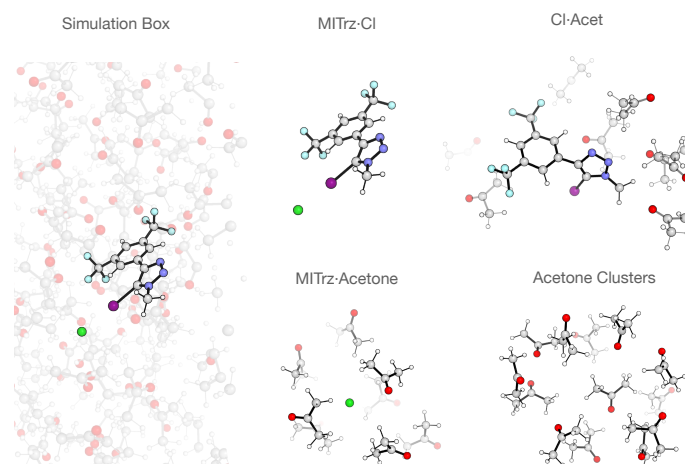 Simulation Box
MITrz·Cl
Cl·Acet
MITrz·Acetone
Acetone Clusters